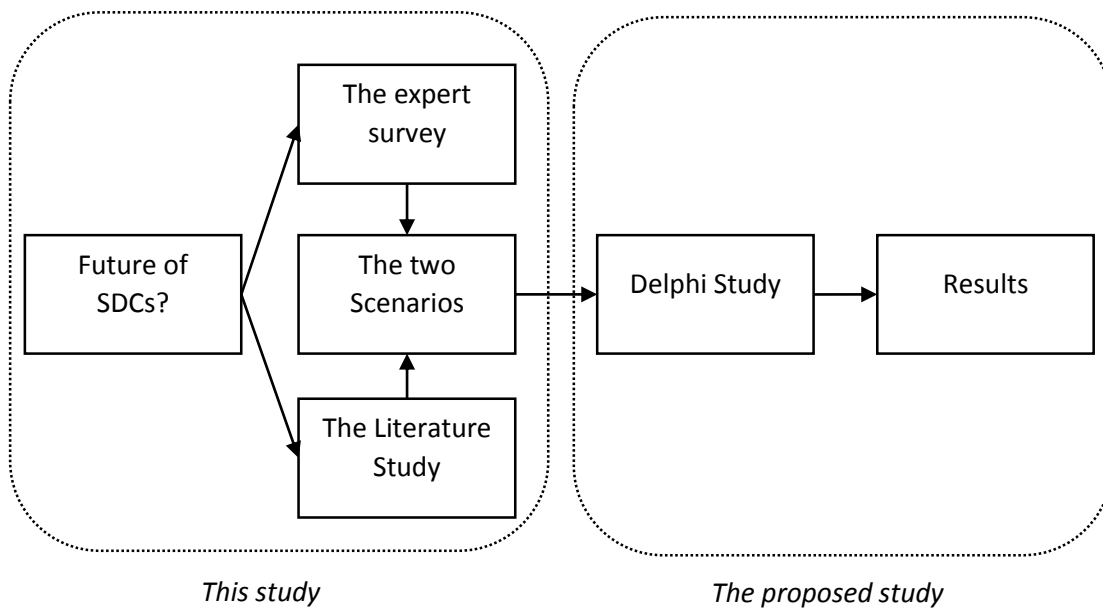 The expert
survey
Future of
SDCs?
The two
Scenarios
Delphi Study
Results
The Literature
Study
This study
The proposed study